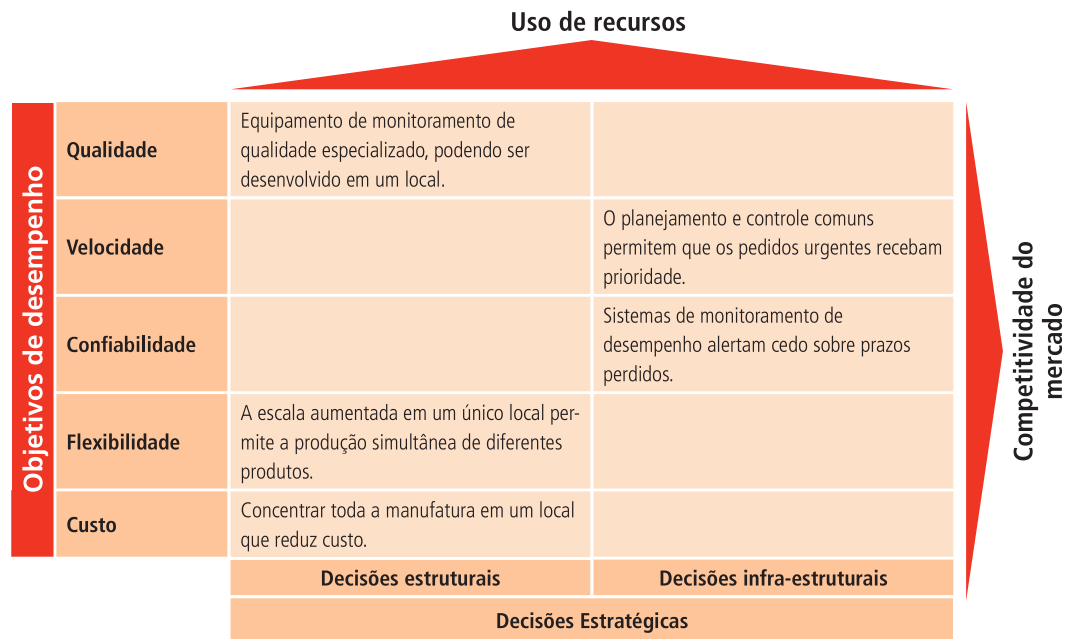 Uso de recursos
Objetivos de desempenho
Qualidade
Equipamento de monitoramento de
qualidade especializado, podendo ser
desenvolvido em um local.
Velocidade
O planejamento e controle comuns
permitem que os pedidos urgentes recebam
prioridade.
Confiabilidade
Sistemas de monitoramento de
desempenho alertam cedo sobre prazos
perdidos.
Flexibilidade
A escala aumentada em um único local per-
mite a produção simultânea de diferentes
produtos.
Custo
Concentrar toda a manufatura em um local
que reduz custo.
Decisões estruturais
Decisões infra-estruturais
Decisões Estratégicas
Competitividade do
mercado